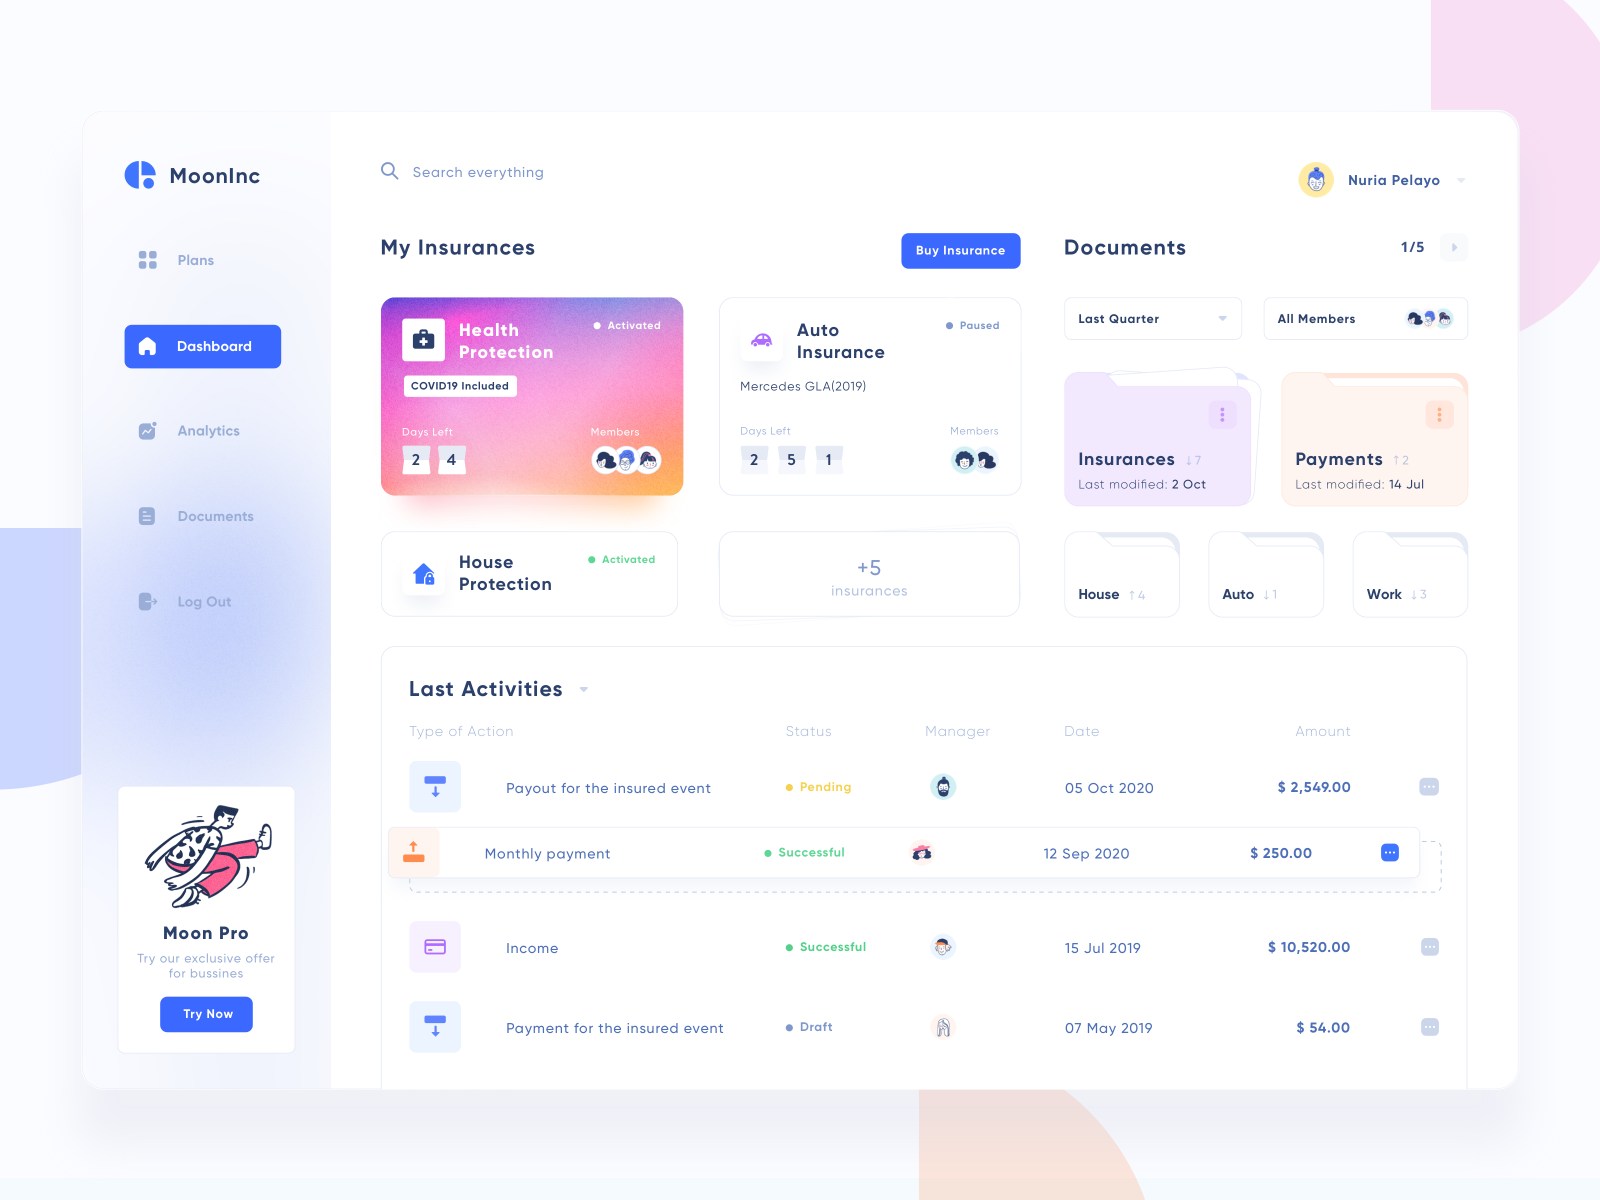 MoonInc
Plans
Dashboard
Analytics
Documents
Log Out
Moon Pro
Try our exclusive offer
for bussines
Try Now
Search everything
Nuria Pelayo
My Insurances
Buy Insurance
Health
Protection
Activated
COVID19 Included
Days Left
2 4
Members
Auto
Insurance
Paused
Mercedes GLA(2019)
Days Left
2 5 1
Members
House
Protection
Activated
+5
insurances
Documents
1/5
Last Quarter
All Members
Insurances ↓7
Last modified: 2 Oct
Payments ↑2
Last modified: 14 Jul
House ↑4
Auto ↓1
Work ↓3
Last Activities
Type of Action Status Manager Date Amount
Payout for the insured event Pending 05 Oct 2020 $ 2,549.00
Monthly payment Successful 12 Sep 2020 $ 250.00
Income Successful 15 Jul 2019 $ 10,520.00
Payment for the insured event Draft 07 May 2019 $ 54.00